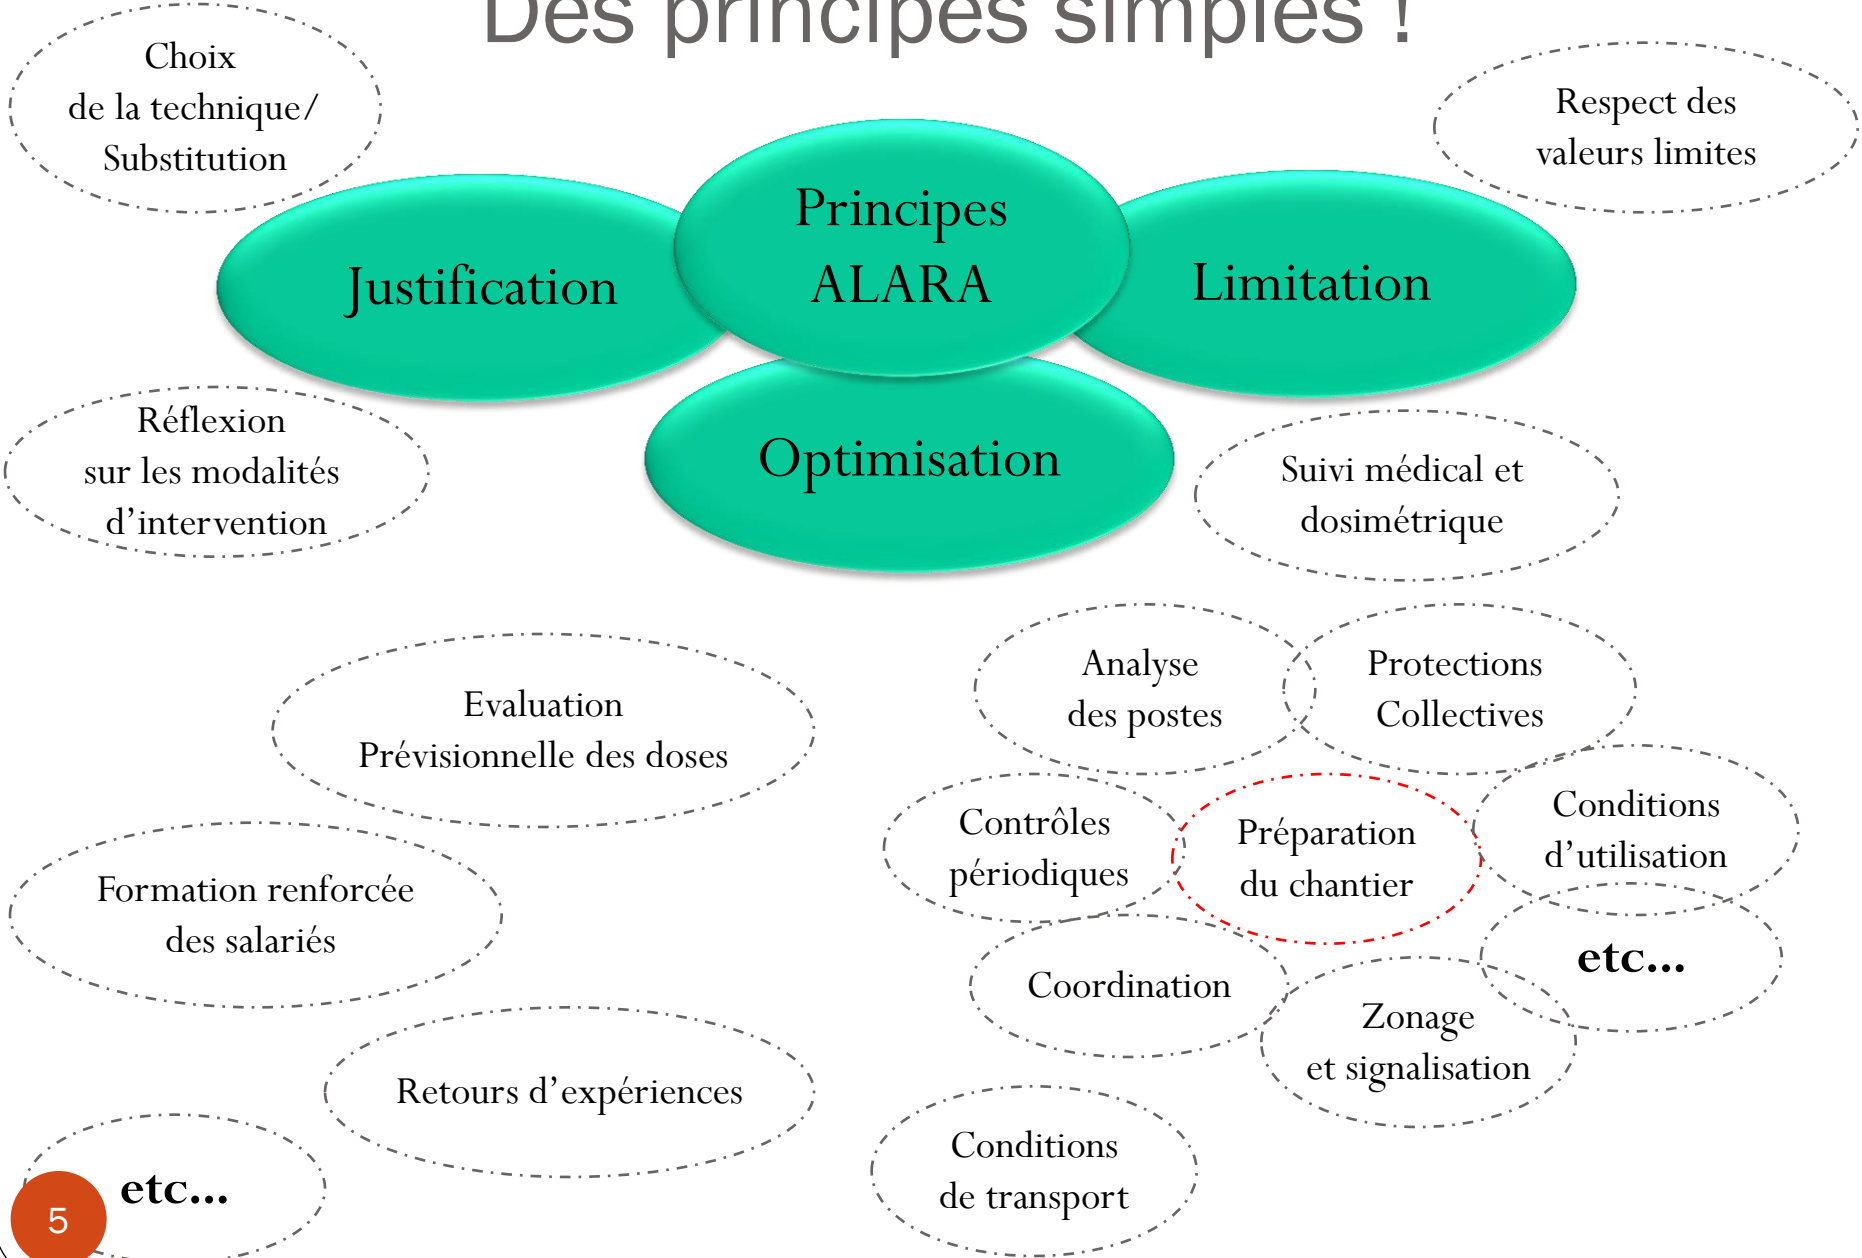 Des principes simples !
Choix
de la technique/
Substitution
Respect des
valeurs limites
Principes
ALARA
Justification
Limitation
Optimisation
Réflexion
sur les modalités
d’intervention
Suivi médical et
dosimétrique
Evaluation
Prévisionnelle des doses
Analyse
des postes
Protections
Collectives
Contrôles
périodiques
Préparation
du chantier
Conditions
d’utilisation
Formation renforcée
des salariés
Coordination
etc...
Zonage
et signalisation
Retours d’expériences
Conditions
de transport
etc...
5